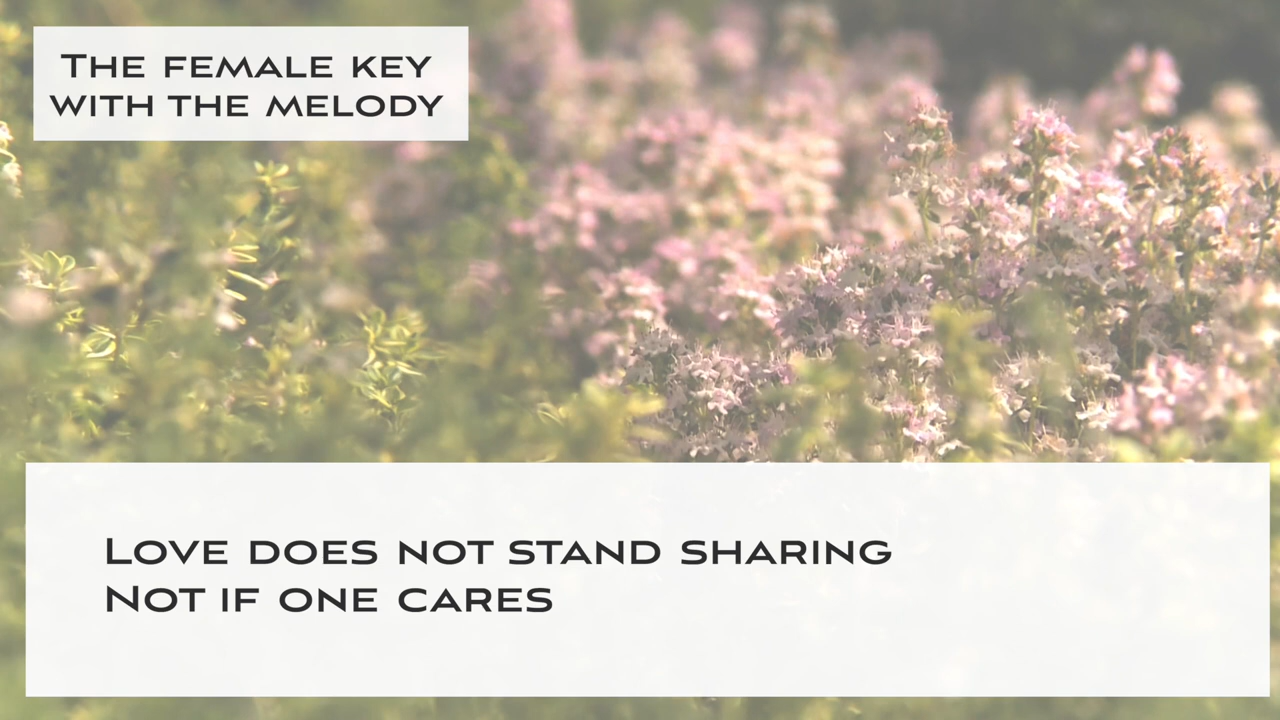 The female key
with the melody
Love does not stand sharing
Not if one cares